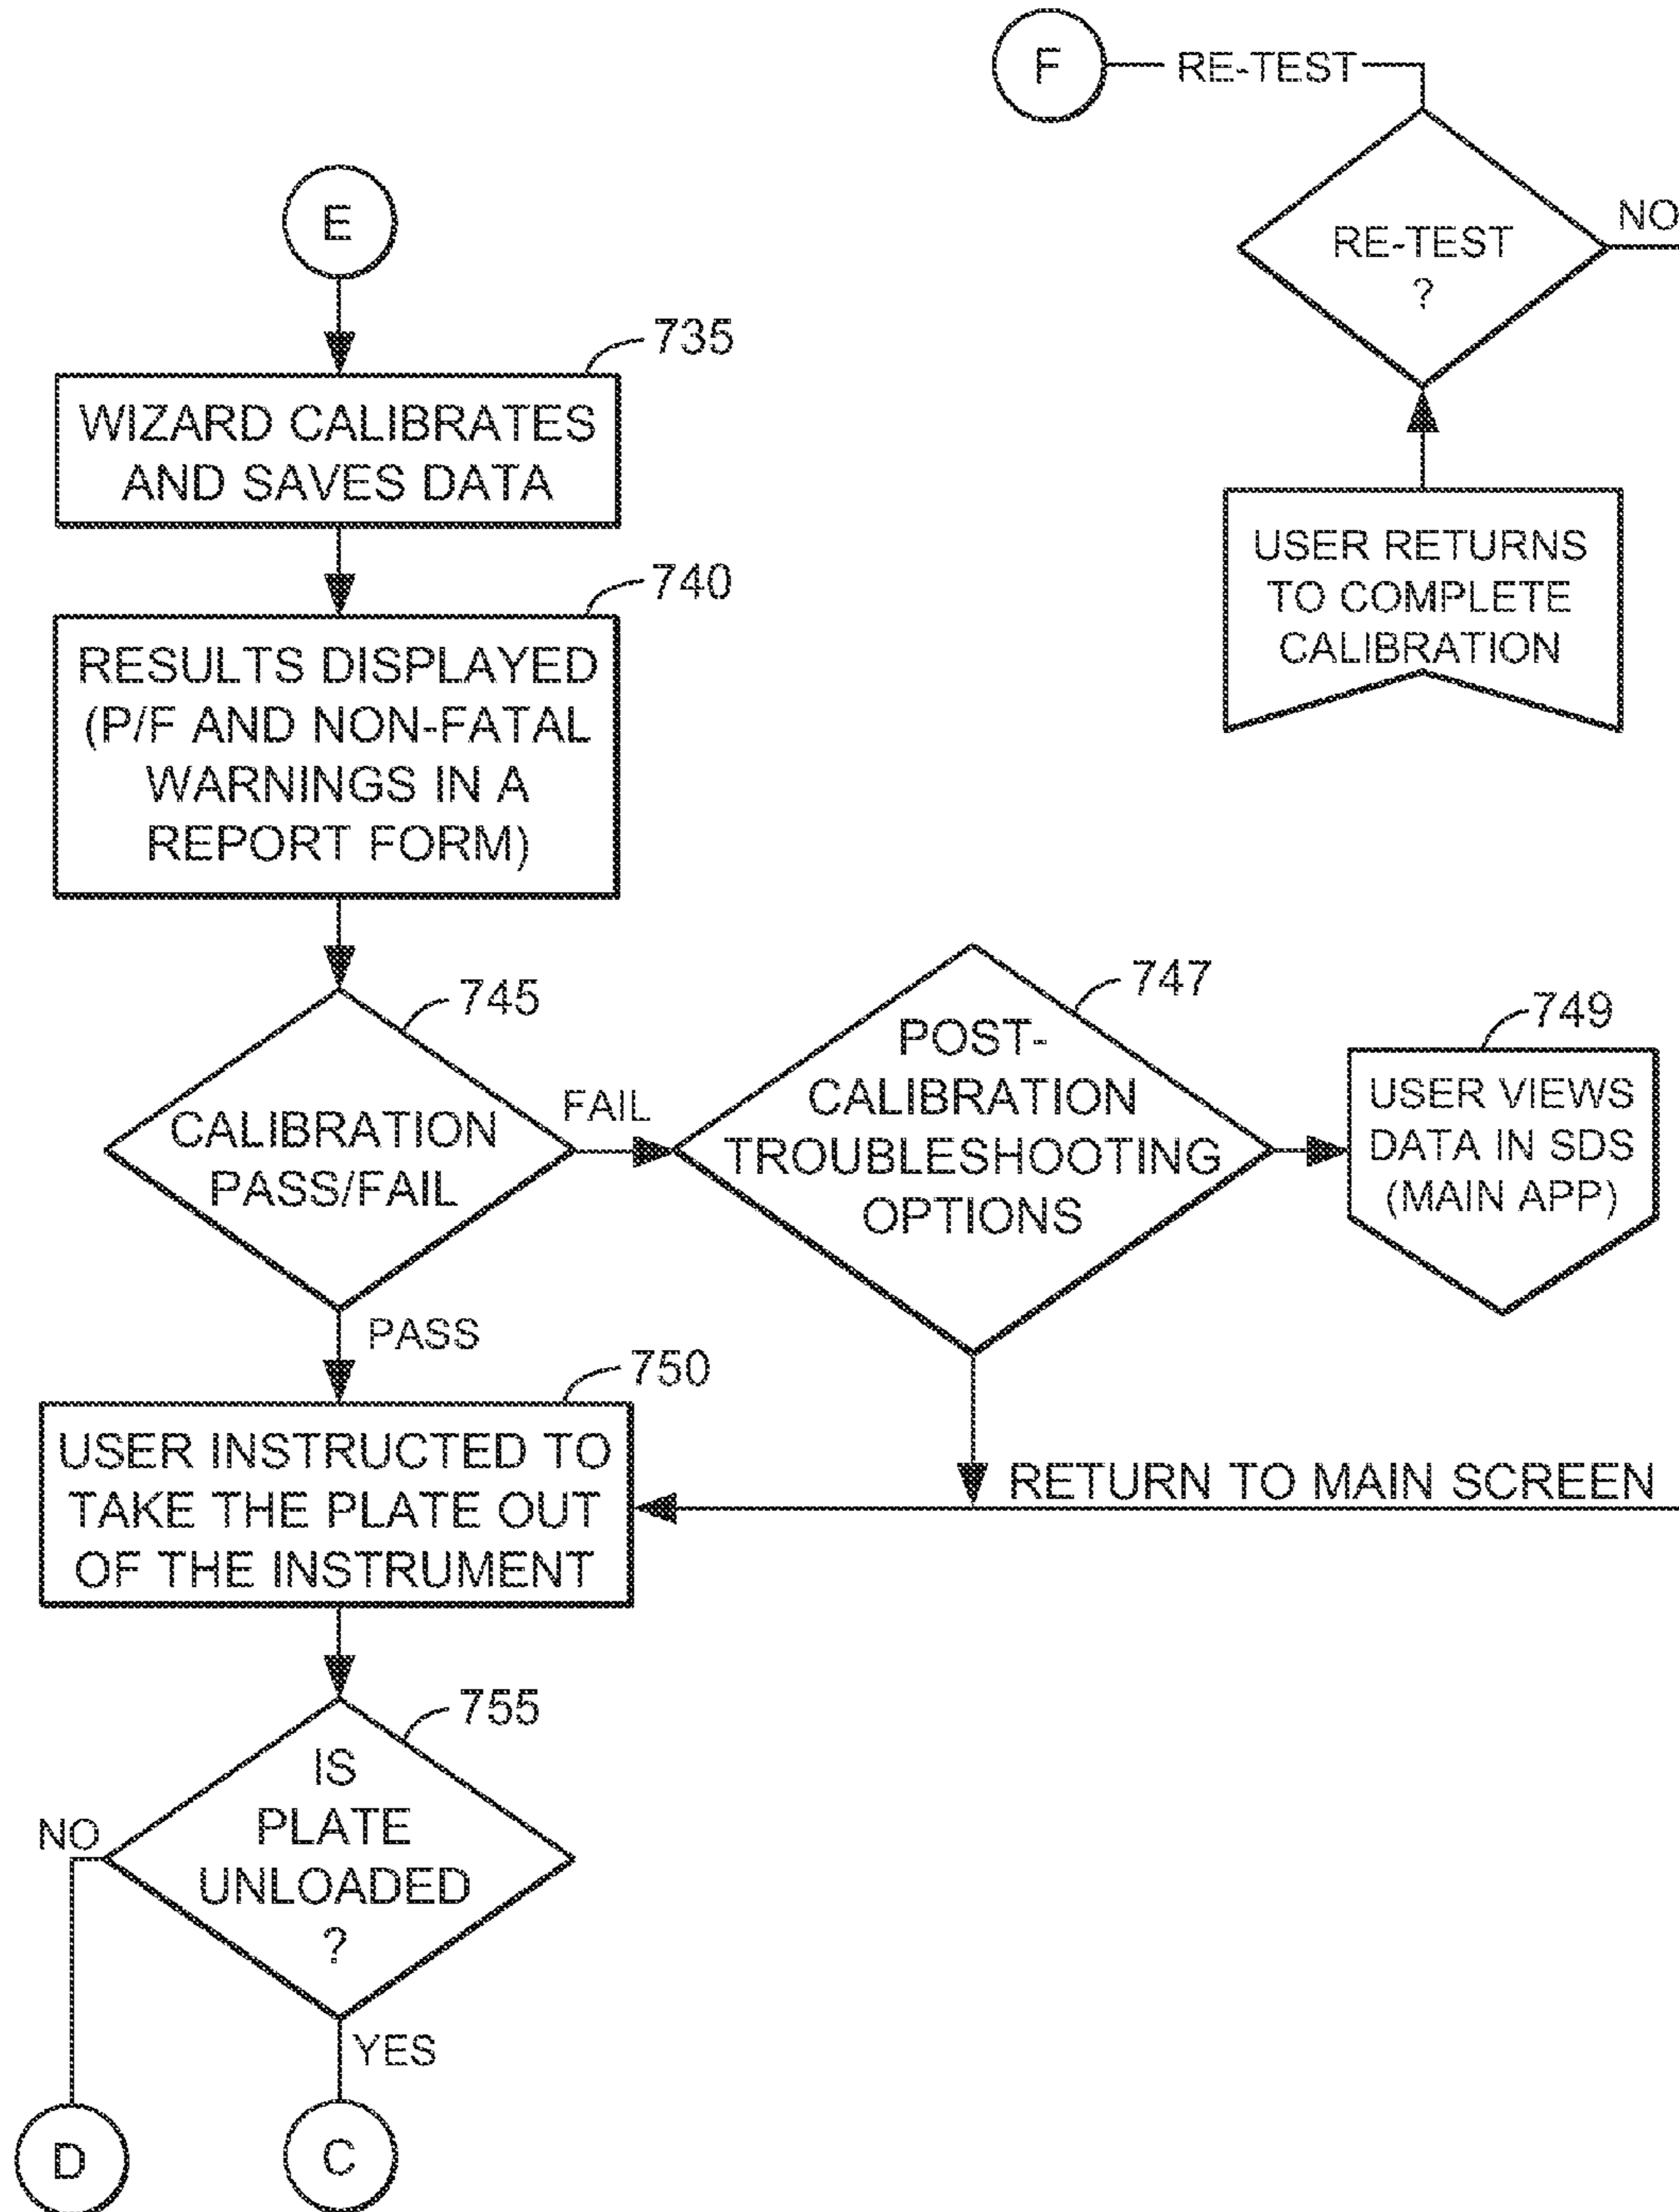 F
RE-TEST
E
RE-TEST
?
NO
735
WIZARD CALIBRATES
AND SAVES DATA
USER RETURNS
TO COMPLETE
CALIBRATION
740
RESULTS DISPLAYED
(P/F AND NON-FATAL
WARNINGS IN A
REPORT FORM)
745
CALIBRATION
PASS/FAIL
FAIL
747
POST-
CALIBRATION
TROUBLESHOOTING
OPTIONS
749
USER VIEWS
DATA IN SDS
(MAIN APP)
PASS
750
USER INSTRUCTED TO
TAKE THE PLATE OUT
OF THE INSTRUMENT
RETURN TO MAIN SCREEN
755
IS
PLATE
UNLOADED
?
NO
YES
D
C